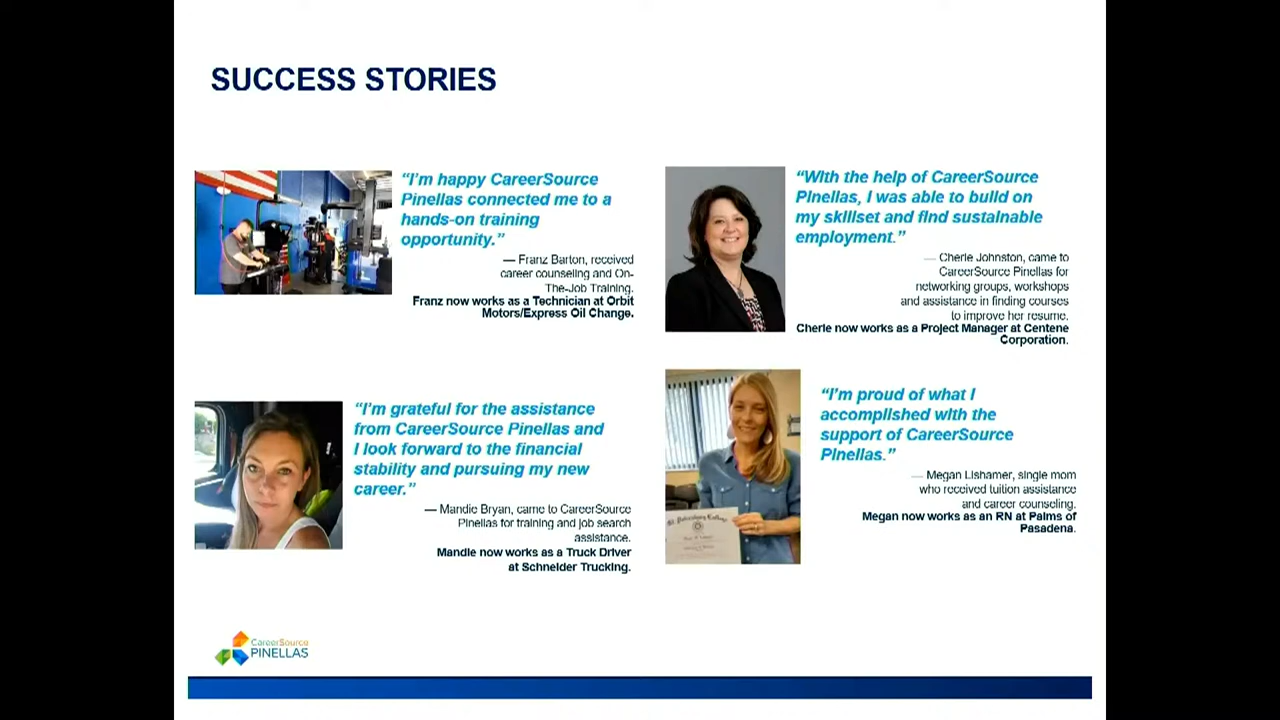 SUCCESS STORIES
“I’m happy CareerSource
Pinellas connected me to a
hands-on training
opportunity.”
— Franz Barton, received
career counseling and On-
The-Job Training.
Franz now works as a Technician at Orbit
Motors/Express Oil Change.
“With the help of CareerSource
Pinellas, I was able to build on
my skillset and find sustainable
employment.”
— Cherie Johnston, came to
CareerSource Pinellas for
networking groups, workshops
and assistance in finding courses
to improve her resume.
Cherie now works as a Project Manager at Centene
Corporation.
“I’m grateful for the assistance
from CareerSource Pinellas and
I look forward to the financial
stability and pursuing my new
career.”
— Mandie Bryan, came to CareerSource
Pinellas for training and job search
assistance.
Mandie now works as a Truck Driver
at Schneider Trucking.
“I’m proud of what I
accomplished with the
support of CareerSource
Pinellas.”
— Megan Lishamer, single mom
who received tuition assistance
and career counseling.
Megan now works as an RN at Palms of
Pasadena.
St. Petersburg College
CareerSource
PINELLAS